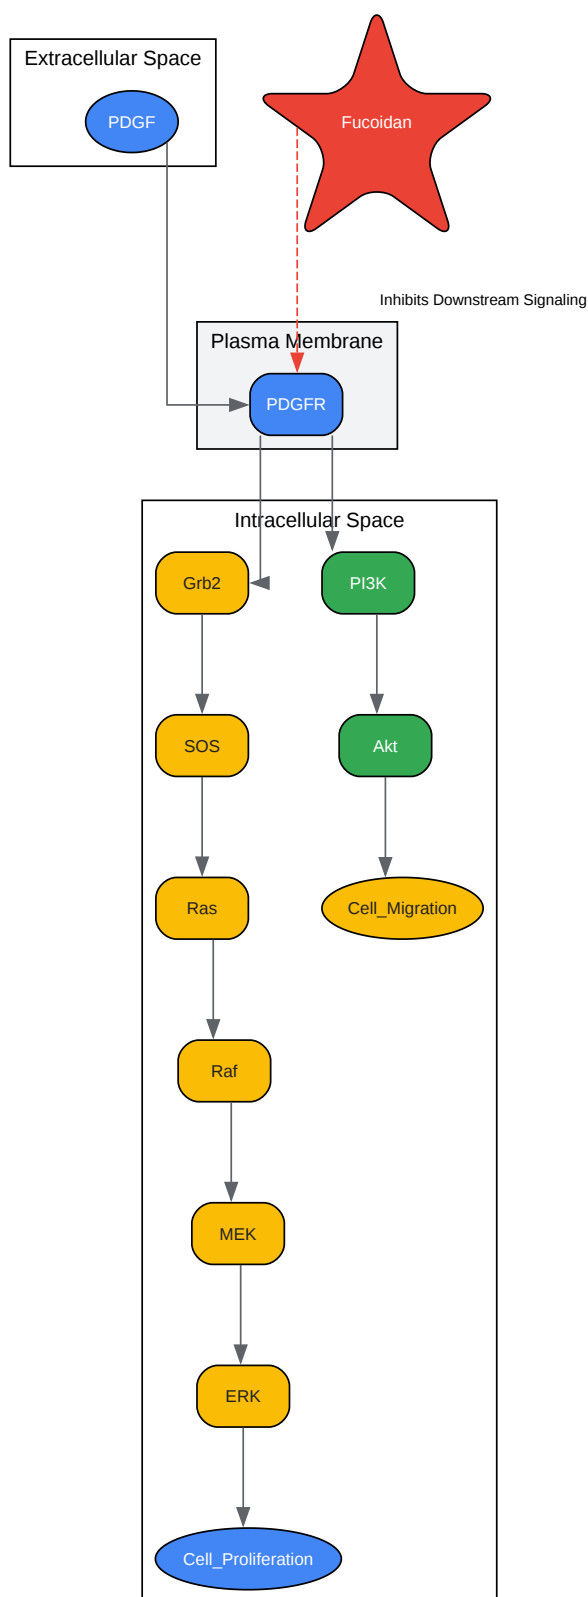 Extracellular Space
PDGF
Fucoidan
Inhibits Downstream Signaling
Plasma Membrane
PDGFR
Intracellular Space
Grb2
PI3K
SOS
Akt
Ras
Cell_Migration
Raf
MEK
ERK
Cell_Proliferation